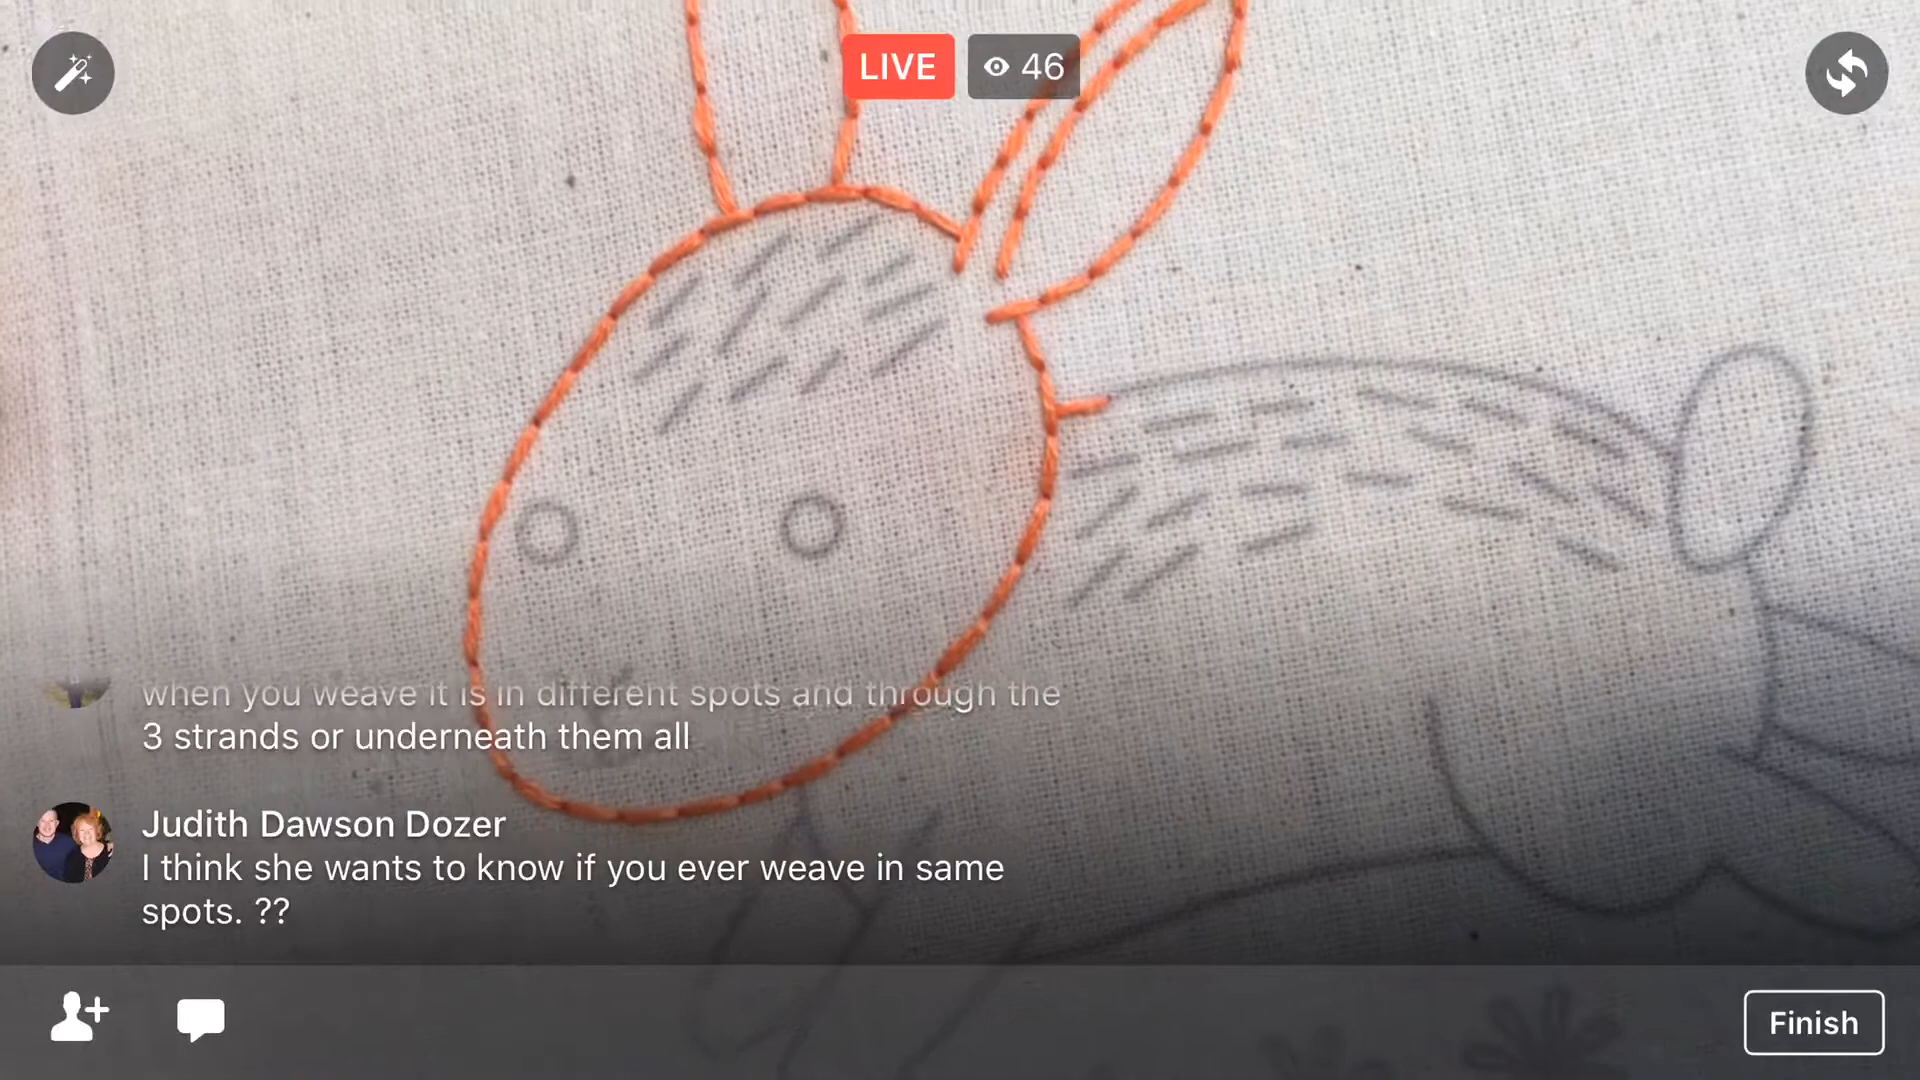 LIVE
46
when you weave it is in different spots and through the
3 strands or underneath them all
Judith Dawson Dozer
I think she wants to know if you ever weave in same
spots. ??
Finish